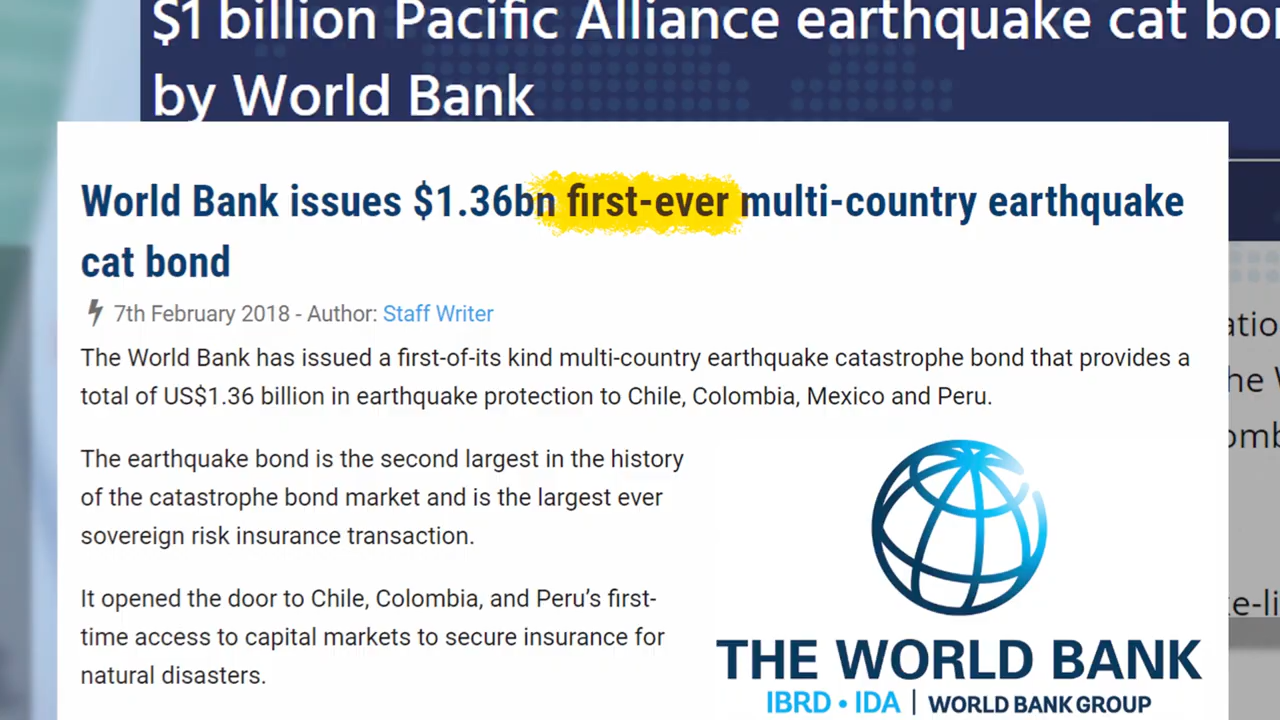 $1 billion Pacific Alliance earthquake cat
by World Bank
World Bank issues $1.36bn first-ever multi-country earthquake
cat bond
7th February 2018 - Author: Staff Writer
The World Bank has issued a first-of-its kind multi-country earthquake catastrophe bond that provides a
total of US$1.36 billion in earthquake protection to Chile, Colombia, Mexico and Peru.
The earthquake bond is the second largest in the history
of the catastrophe bond market and is the largest ever
sovereign risk insurance transaction.
It opened the door to Chile, Colombia, and Peru’s first-
time access to capital markets to secure insurance for
natural disasters.
THE WORLD BANK
IBRD • IDA | WORLD BANK GROUP